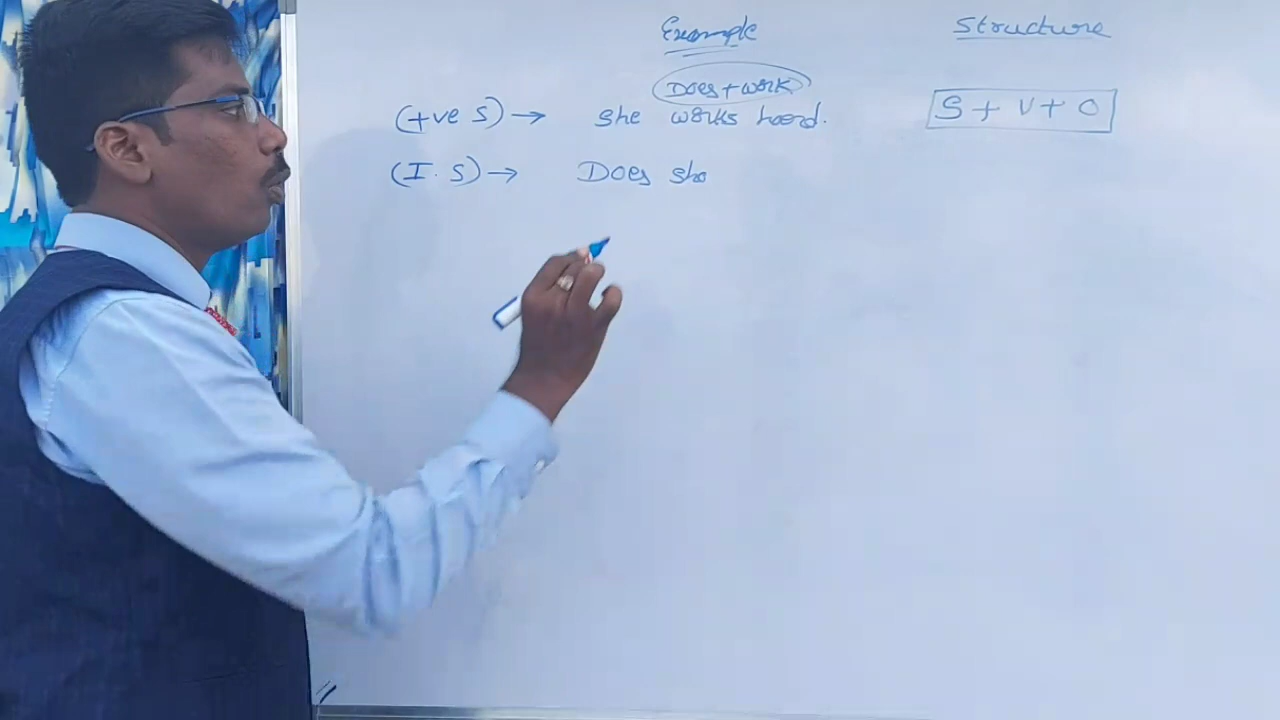 Example Structure
Does + work
(+ve S) → She works hard. S + V + O
(I. S) → Does she